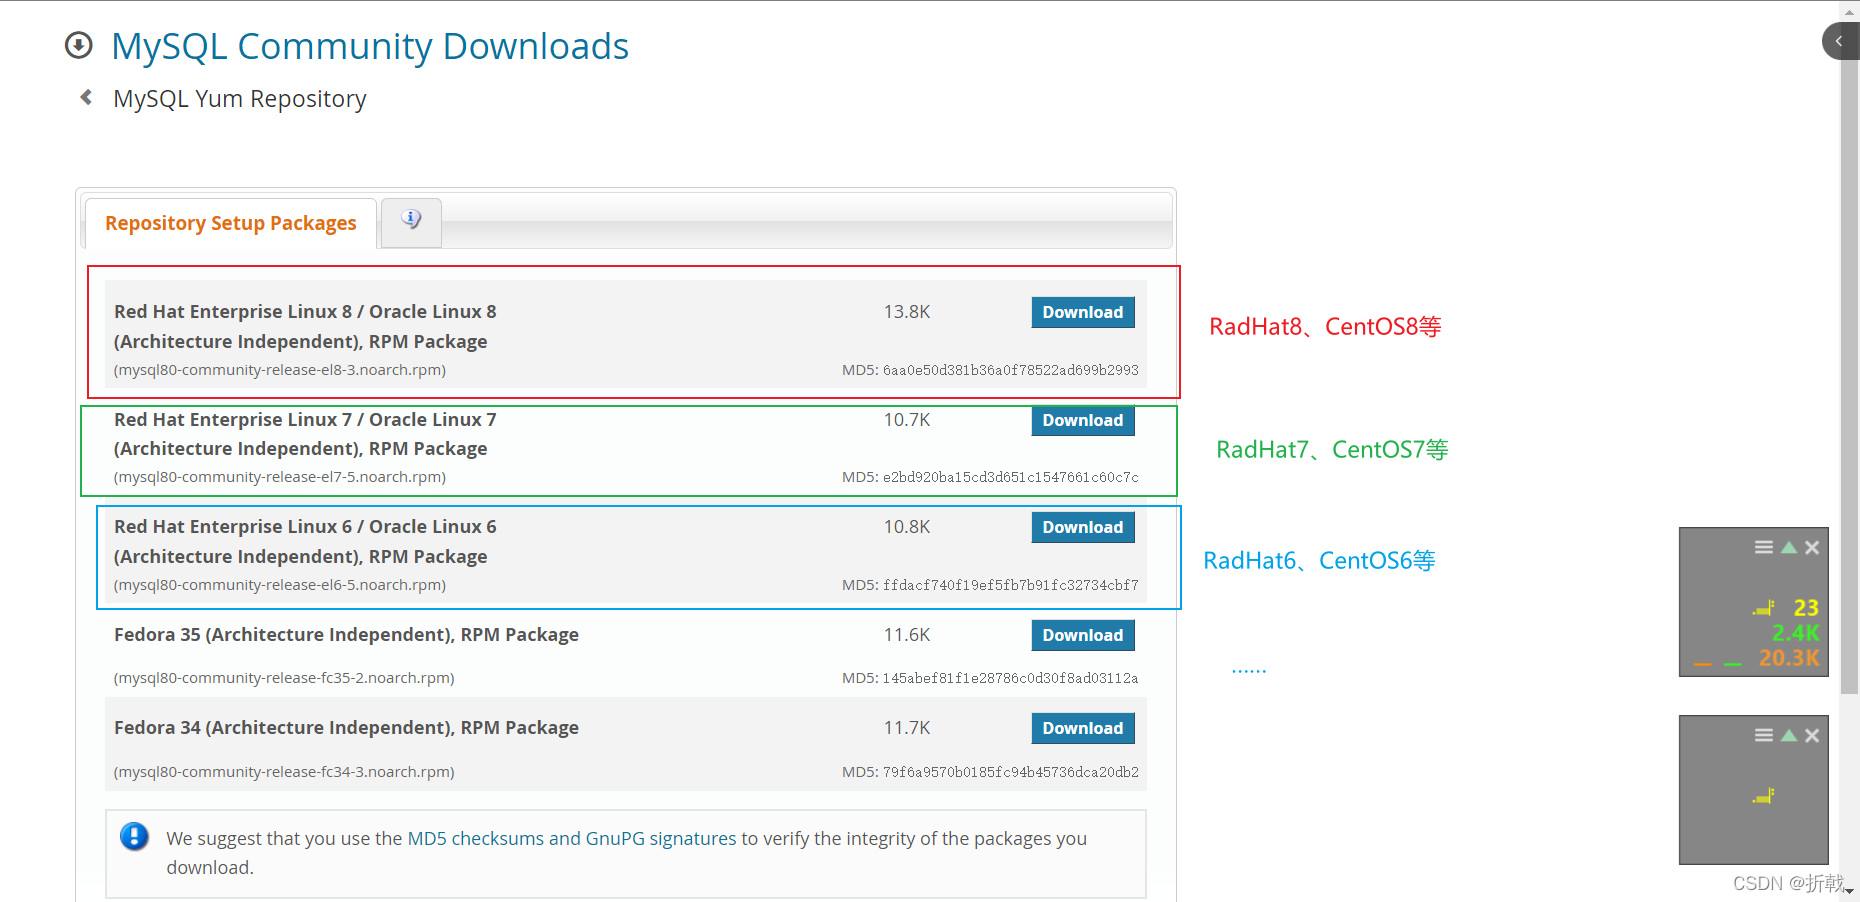 MySQL Community Downloads
MySQL Yum Repository
Repository Setup Packages
Red Hat Enterprise Linux 8 / Oracle Linux 8 13.8K Download
(Architecture Independent), RPM Package
(mysql80-community-release-el8-3.noarch.rpm) MD5: 6aa0e50d381b36a0f78522ad699b2993
RadHat8、CentOS8等
Red Hat Enterprise Linux 7 / Oracle Linux 7 10.7K Download
(Architecture Independent), RPM Package
(mysql80-community-release-el7-5.noarch.rpm) MD5: e2bd920ba15cd3d651c1547661c60c7c
RadHat7、CentOS7等
Red Hat Enterprise Linux 6 / Oracle Linux 6 10.8K Download
(Architecture Independent), RPM Package
(mysql80-community-release-el6-5.noarch.rpm) MD5: ffdacf740f19ef5fb7b91fc32734cbf7
RadHat6、CentOS6等
Fedora 35 (Architecture Independent), RPM Package 11.6K Download
(mysql80-community-release-fc35-2.noarch.rpm) MD5: 145abef81f1e28786c0d30f8ad03112a
......
Fedora 34 (Architecture Independent), RPM Package 11.7K Download
(mysql80-community-release-fc34-3.noarch.rpm) MD5: 79f6a9570b0185fc94b45736dca20db2
We suggest that you use the MD5 checksums and GnuPG signatures to verify the integrity of the packages you
download.
23
2.4K
20.3K
CSDN @折戟